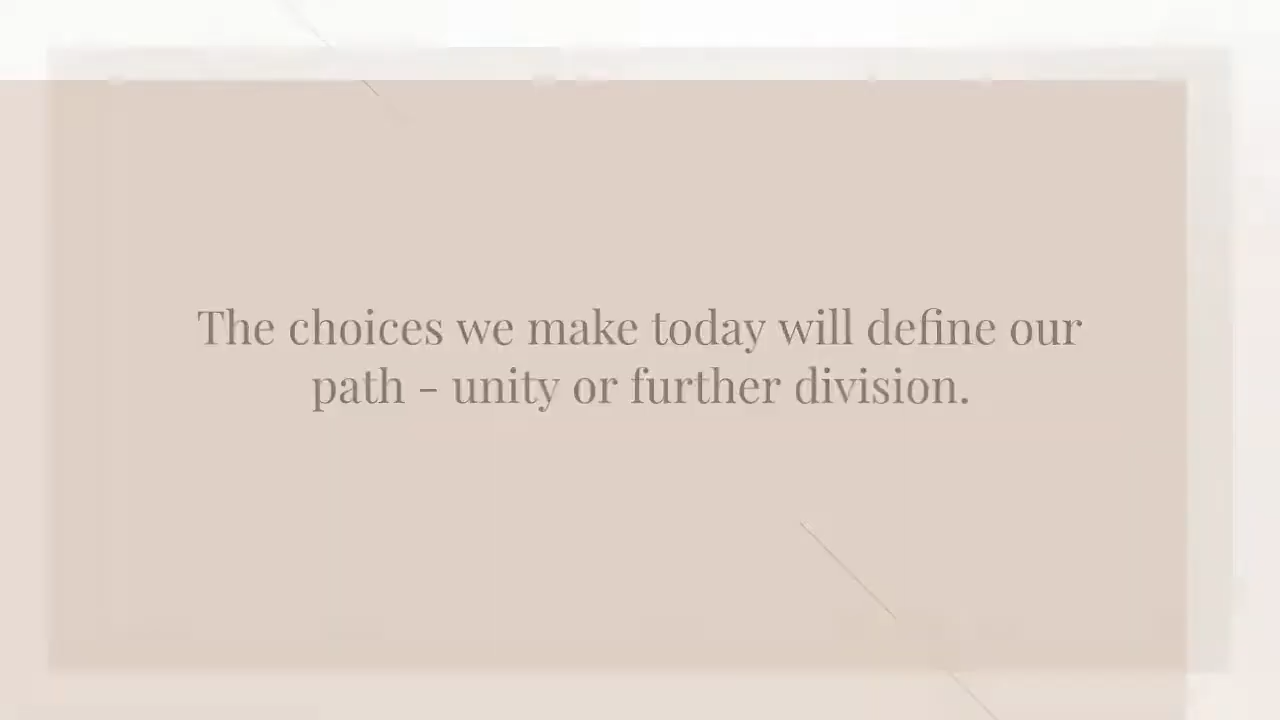 The choices we make today will define our
path - unity or further division.